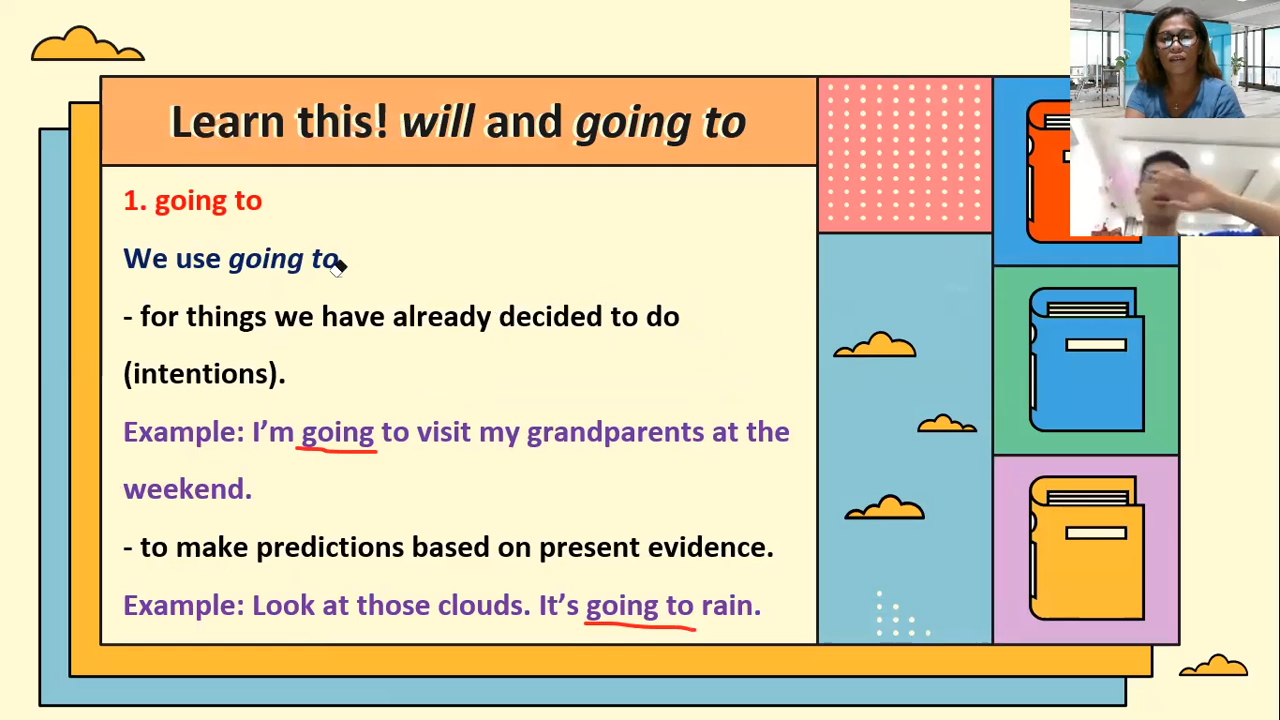 Learn this! will and going to
1. going to
We use going to
- for things we have already decided to do
(intentions).
Example: I’m going to visit my grandparents at the
weekend.
- to make predictions based on present evidence.
Example: Look at those clouds. It’s going to rain.